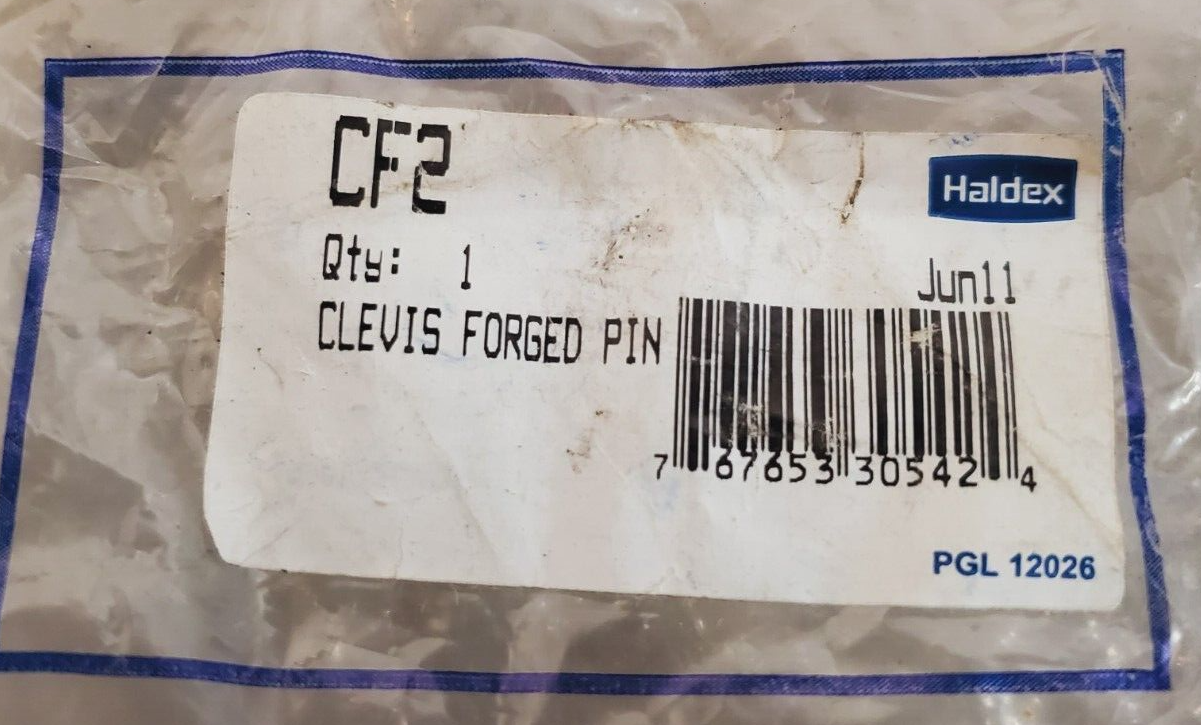 CF2
Haldex
Qty: 1
Jun11
CLEVIS FORGED PIN
7 67653 30542 4
PGL 12026